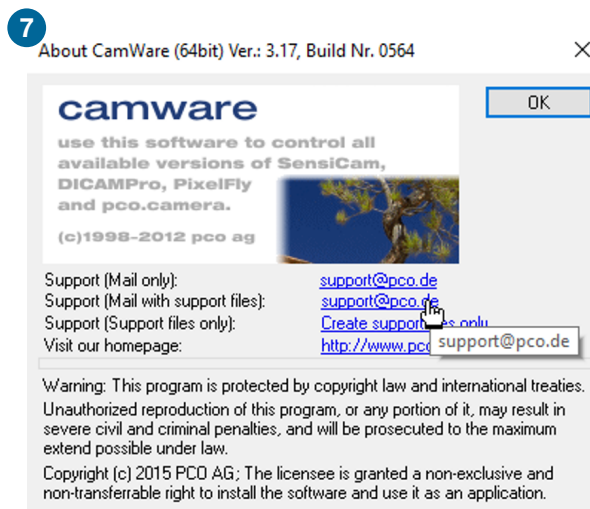 7
About CamWare (64bit) Ver.: 3.17, Build Nr. 0564
OK
camware
use this software to control all
available versions of SensiCam,
DICAMPro, PixelFly
and pco.camera.
(c)1998-2012 pco ag
Support (Mail only): support@pco.de
Support (Mail with support files): support@pco.de
Support (Support files only): Create support files only
Visit our homepage: http://www.pco
support@pco.de
Warning: This program is protected by copyright law and international treaties.
Unauthorized reproduction of this program, or any portion of it, may result in
severe civil and criminal penalties, and will be prosecuted to the maximum
extend possible under law.
Copyright (c) 2015 PCO AG; The licensee is granted a non-exclusive and
non-transferrable right to install the software and use it as an application.